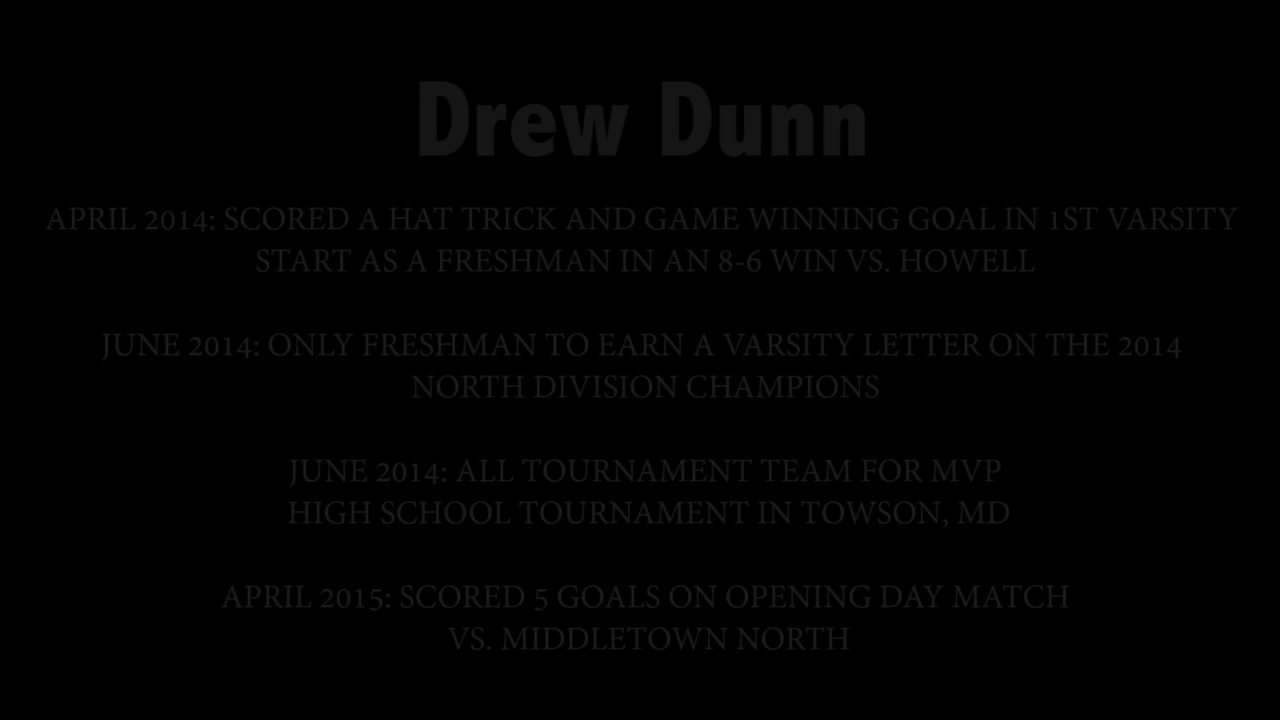 Drew Dunn
APRIL 2014: SCORED A HAT TRICK AND GAME WINNING GOAL IN 1ST VARSITY
START AS A FRESHMAN IN AN 8-6 WIN VS. HOWELL
JUNE 2014: ONLY FRESHMAN TO EARN A VARSITY LETTER ON THE 2014
NORTH DIVISION CHAMPIONS
JUNE 2014: ALL TOURNAMENT TEAM FOR MVP
HIGH SCHOOL TOURNAMENT IN TOWSON, MD
APRIL 2015: SCORED 5 GOALS ON OPENING DAY MATCH
VS. MIDDLETOWN NORTH